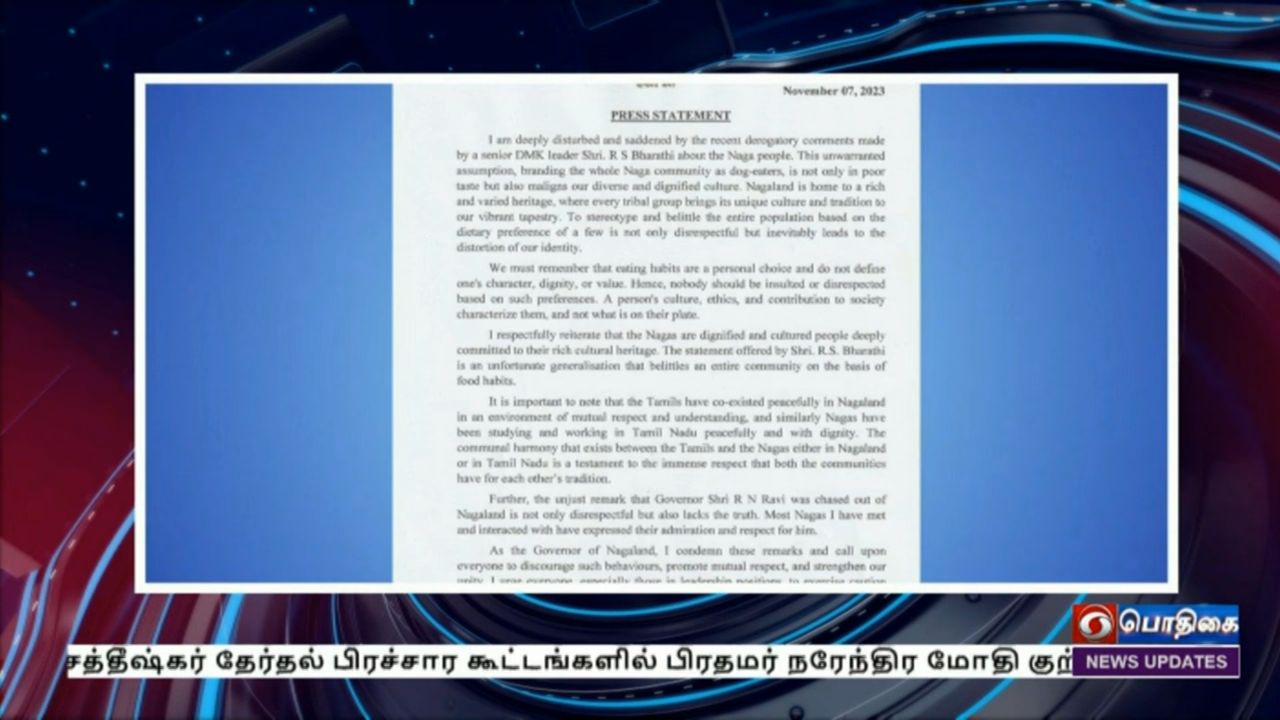 November 07, 2023
PRESS STATEMENT
I am deeply disturbed and saddened by the recent derogatory comments made
by a senior DMK leader Shri. R S Bharathi about the Naga people. This unwarranted
assumption, branding the whole Naga community as dog-eaters, is not only in poor
taste but also maligns our diverse and dignified culture. Nagaland is home to a rich
and varied heritage, where every tribal group brings its unique culture and tradition to
our vibrant tapestry. To stereotype and belittle the entire population based on the
dietary preference of a few is not only disrespectful but inevitably leads to the
distortion of our identity.
We must remember that eating habits are a personal choice and do not define
one's character, dignity, or value. Hence, nobody should be insulted or disrespected
based on such preferences. A person's culture, ethics, and contribution to society
characterize them, and not what is on their plate.
I respectfully reiterate that the Nagas are dignified and cultured people deeply
committed to their rich cultural heritage. The statement offered by Shri. R.S. Bharathi
is an unfortunate generalisation that belittles an entire community on the basis of
food habits.
It is important to note that the Tamils have co-existed peacefully in Nagaland
in an environment of mutual respect and understanding, and similarly Nagas have
been studying and working in Tamil Nadu peacefully and with dignity. The
communal harmony that exists between the Tamils and the Nagas either in Nagaland
or in Tamil Nadu is a testament to the immense respect that both the communities
have for each other's tradition.
Further, the unjust remark that Governor Shri R N Ravi was chased out of
Nagaland is not only disrespectful but also lacks the truth. Most Nagas I have met
and interacted with have expressed their admiration and respect for him.
As the Governor of Nagaland, I condemn these remarks and call upon
everyone to discourage such behaviours, promote mutual respect, and strengthen our
unity. I urge everyone, especially those in leadership positions, to exercise caution
பொதிகை
சத்தீஷ்கர் தேர்தல் பிரச்சார கூட்டங்களில் பிரதமர் நரேந்திர மோதி குற்
NEWS UPDATES